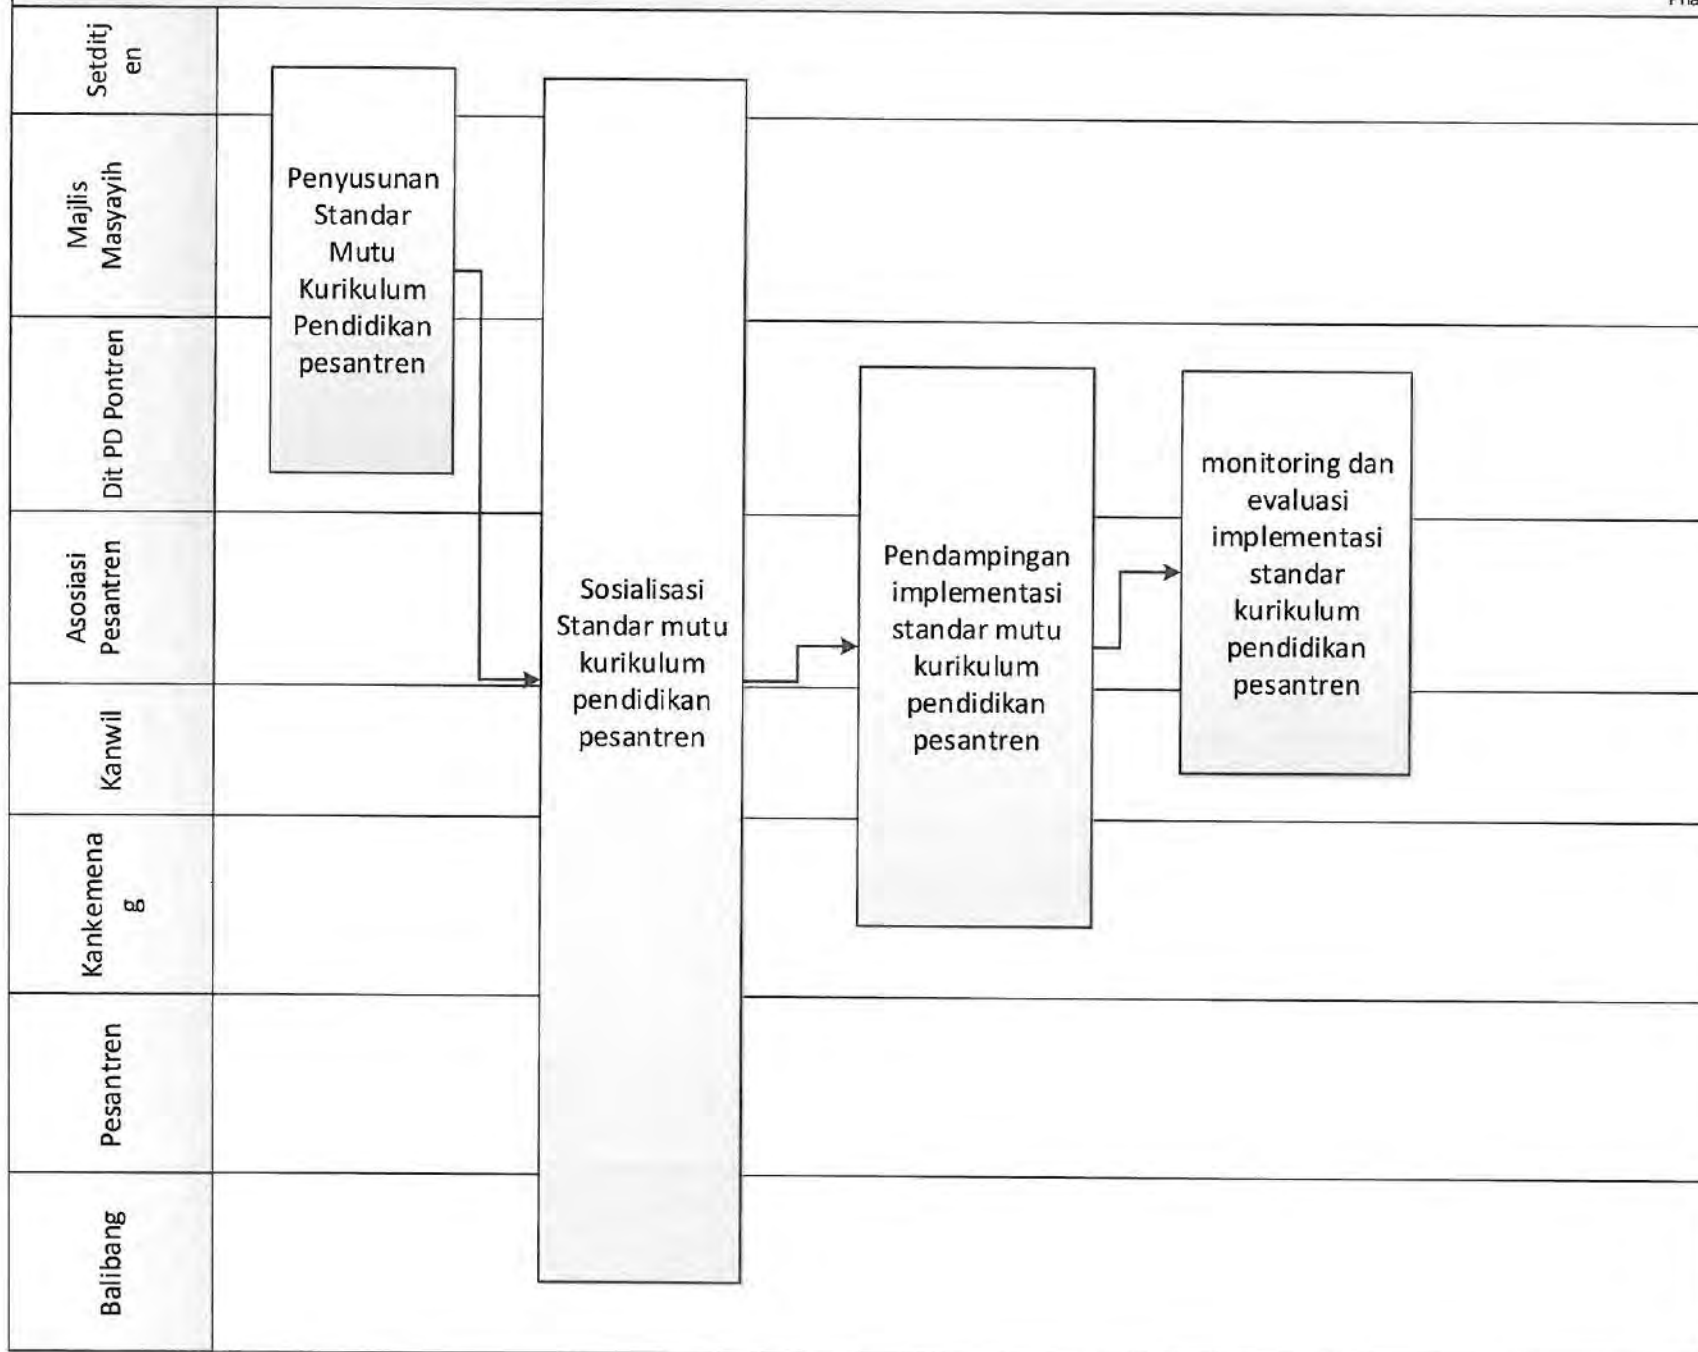 Setditj
en
Majlis
Masyayih
Dit PD Pontren
Asosiasi
Pesantren
Kanwil
Kankemena
g
Pesantren
Balibang
Penyusunan
Standar
Mutu
Kurikulum
Pendidikan
pesantren
Sosialisasi
Standar mutu
kurikulum
pendidikan
pesantren
Pendampingan
implementasi
standar mutu
kurikulum
pendidikan
pesantren
monitoring dan
evaluasi
implementasi
standar
kurikulum
pendidikan
pesantren